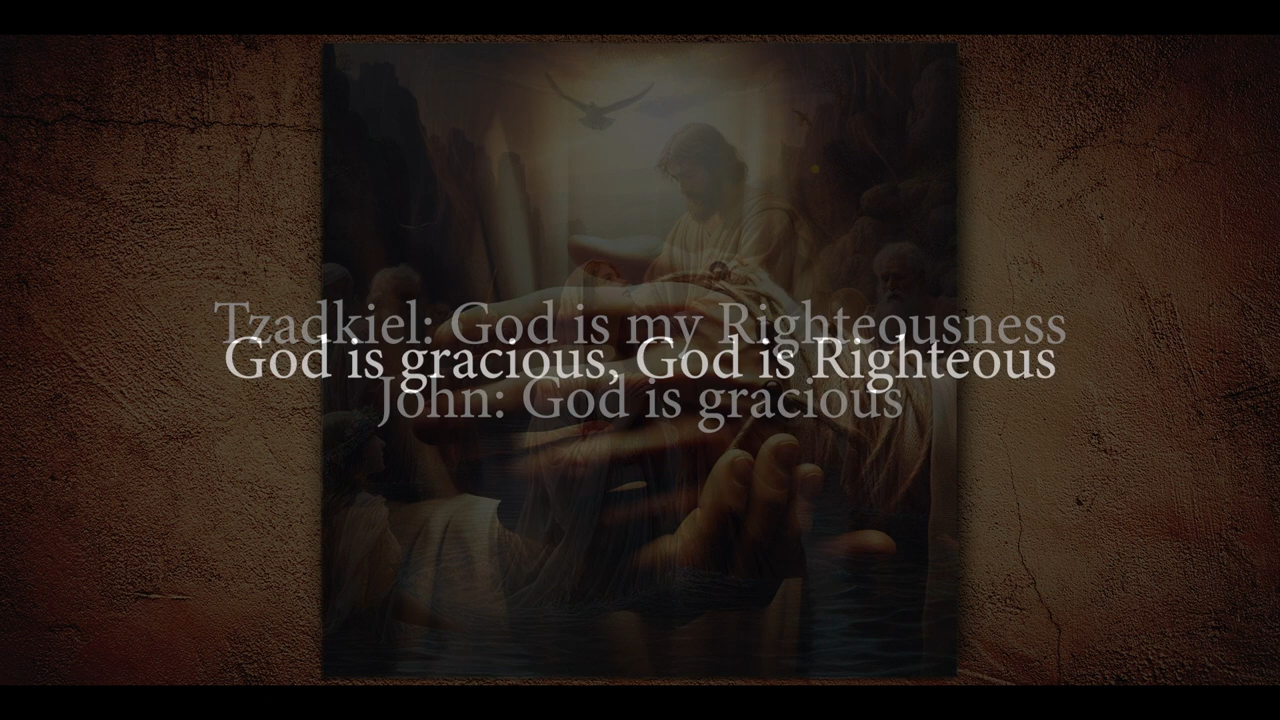 Tzadkiel: God is my Righteousness
God is gracious, God is Righteous
John: God is gracious